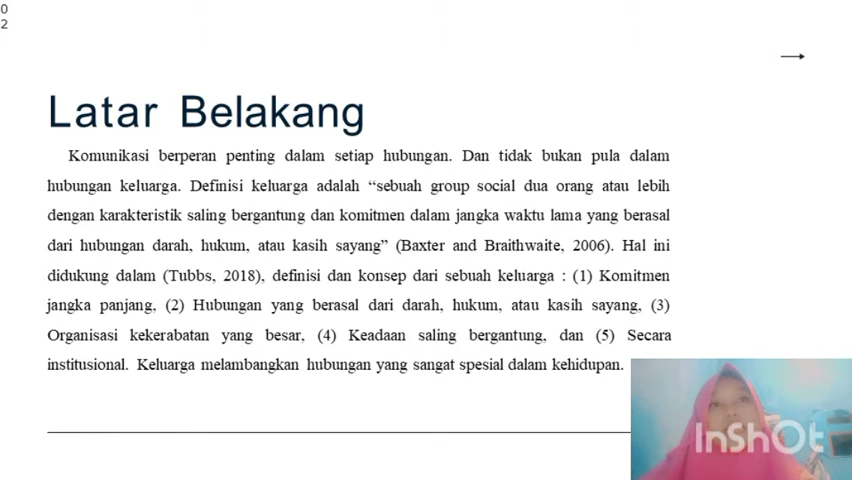 0
2
Latar Belakang
Komunikasi berperan penting dalam setiap hubungan. Dan tidak bukan pula dalam
hubungan keluarga. Definisi keluarga adalah “sebuah group social dua orang atau lebih
dengan karakteristik saling bergantung dan komitmen dalam jangka waktu lama yang berasal
dari hubungan darah, hukum, atau kasih sayang” (Baxter and Braithwaite, 2006). Hal ini
didukung dalam (Tubbs, 2018), definisi dan konsep dari sebuah keluarga : (1) Komitmen
jangka panjang, (2) Hubungan yang berasal dari darah, hukum, atau kasih sayang, (3)
Organisasi kekerabatan yang besar, (4) Keadaan saling bergantung, dan (5) Secara
institusional. Keluarga melambangkan hubungan yang sangat spesial dalam kehidupan.
InShOt